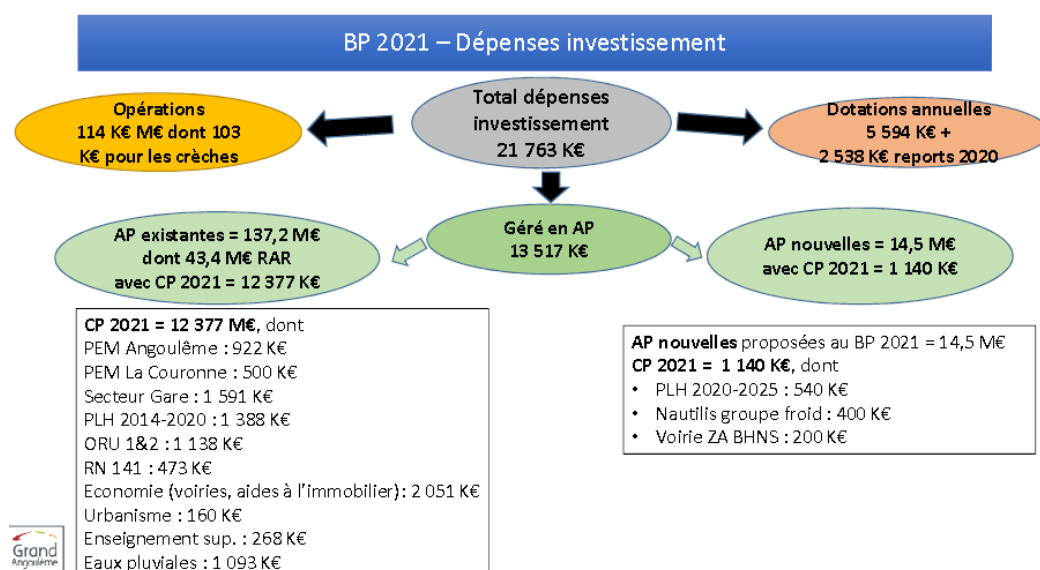 BP 2021 – Dépenses investissement
Opérations
114 K€ M€ dont 103
K€ pour les crèches
Total dépenses
investissement
21 763 K€
Dotations annuelles
5 594 K€ +
2 538 K€ reports 2020
AP existantes = 137,2 M€
dont 43,4 M€ RAR
avec CP 2021 = 12 377 K€
Géré en AP
13 517 K€
AP nouvelles = 14,5 M€
avec CP 2021 = 1 140 K€
CP 2021 = 12 377 M€, dont
PEM Angoulême : 922 K€
PEM La Couronne : 500 K€
Secteur Gare : 1 591 K€
PLH 2014-2020 : 1 388 K€
ORU 1&2 : 1 138 K€
RN 141 : 473 K€
Economie (voiries, aides à l'immobilier) : 2 051 K€
Urbanisme : 160 K€
Enseignement sup. : 268 K€
Eaux pluviales : 1 093 K€
AP nouvelles proposées au BP 2021 = 14,5 M€
CP 2021 = 1 140 K€, dont
• PLH 2020-2025 : 540 K€
• Nautilis groupe froid : 400 K€
• Voirie ZA BHNS : 200 K€
Grand
Angoulême